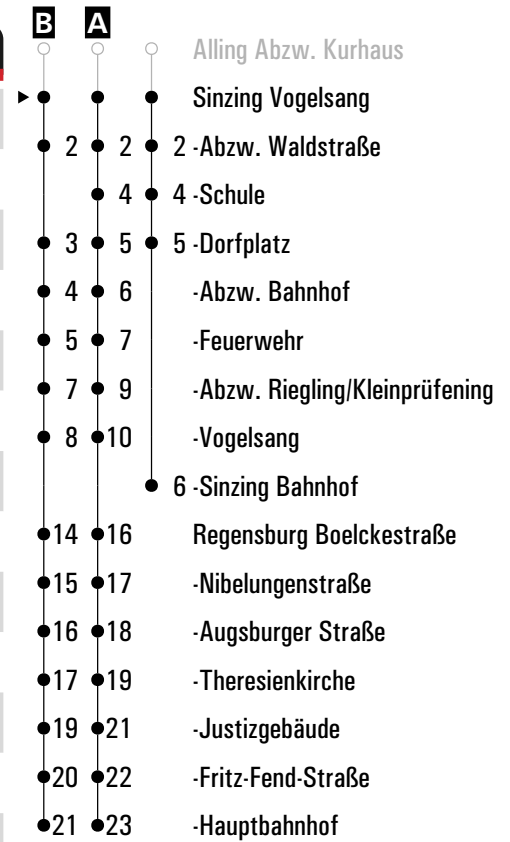 B A
Alling Abzw. Kurhaus
Sinzing Vogelsang
2 2 2 -Abzw. Waldstraße
4 4 -Schule
3 5 5 -Dorfplatz
4 6 -Abzw. Bahnhof
5 7 -Feuerwehr
7 9 -Abzw. Riegling/Kleinprüfening
8 10 -Vogelsang
6 -Sinzing Bahnhof
14 16 Regensburg Boelckestraße
15 17 -Nibelungenstraße
16 18 -Augsburger Straße
17 19 -Theresienkirche
19 21 -Justizgebäude
20 22 -Fritz-Fend-Straße
21 23 -Hauptbahnhof